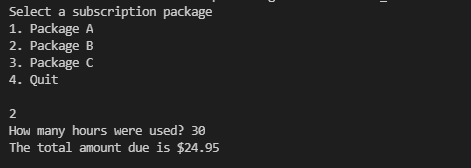 Select a subscription package
1. Package A
2. Package B
3. Package C
4. Quit
2
How many hours were used? 30
The total amount due is $24.95